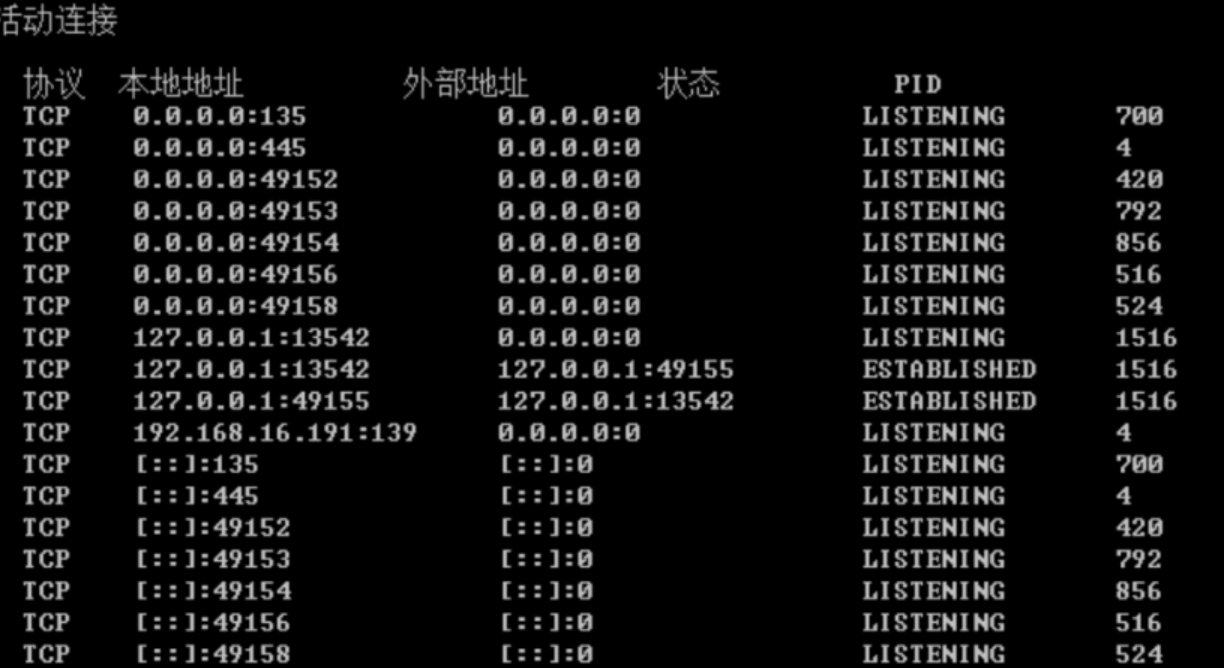 活动连接
协议 本地地址 外部地址 状态 PID
TCP 0.0.0.0:135 0.0.0.0:0 LISTENING 700
TCP 0.0.0.0:445 0.0.0.0:0 LISTENING 4
TCP 0.0.0.0:49152 0.0.0.0:0 LISTENING 420
TCP 0.0.0.0:49153 0.0.0.0:0 LISTENING 792
TCP 0.0.0.0:49154 0.0.0.0:0 LISTENING 856
TCP 0.0.0.0:49156 0.0.0.0:0 LISTENING 516
TCP 0.0.0.0:49158 0.0.0.0:0 LISTENING 524
TCP 127.0.0.1:13542 0.0.0.0:0 LISTENING 1516
TCP 127.0.0.1:13542 127.0.0.1:49155 ESTABLISHED 1516
TCP 127.0.0.1:49155 127.0.0.1:13542 ESTABLISHED 1516
TCP 192.168.16.191:139 0.0.0.0:0 LISTENING 4
TCP [::]:135 [::]:0 LISTENING 700
TCP [::]:445 [::]:0 LISTENING 4
TCP [::]:49152 [::]:0 LISTENING 420
TCP [::]:49153 [::]:0 LISTENING 792
TCP [::]:49154 [::]:0 LISTENING 856
TCP [::]:49156 [::]:0 LISTENING 516
TCP [::]:49158 [::]:0 LISTENING 524